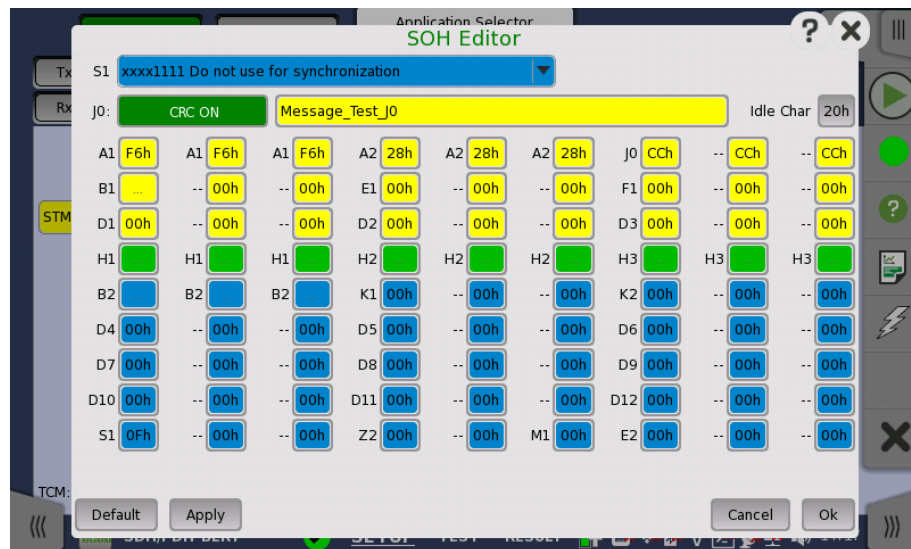 Application Selector
SOH Editor
? X
Tx S1 xxxx1111 Do not use for synchronization
Rx J0: CRC ON Message_Test_J0 Idle Char 20h
A1 F6h A1 F6h A1 F6h A2 28h A2 28h A2 28h J0 CCh -- CCh -- CCh
B1 ... -- 00h -- 00h E1 00h -- 00h -- 00h F1 00h -- 00h -- 00h
STM D1 00h -- 00h -- 00h D2 00h -- 00h -- 00h D3 00h -- 00h -- 00h
?
H1 H1 H1 H2 H2 H2 H3 H3 H3
B2 B2 B2 K1 00h -- 00h -- 00h K2 00h -- 00h -- 00h
D4 00h -- 00h -- 00h D5 00h -- 00h -- 00h D6 00h -- 00h -- 00h
D7 00h -- 00h -- 00h D8 00h -- 00h -- 00h D9 00h -- 00h -- 00h
D10 00h -- 00h -- 00h D11 00h -- 00h -- 00h D12 00h -- 00h -- 00h
S1 0Fh -- 00h -- 00h Z2 00h -- 00h M1 00h E2 00h -- 00h -- 00h
TCM:
Default Apply Cancel Ok
SDH/PDH BERT SETUP TEST RESULT